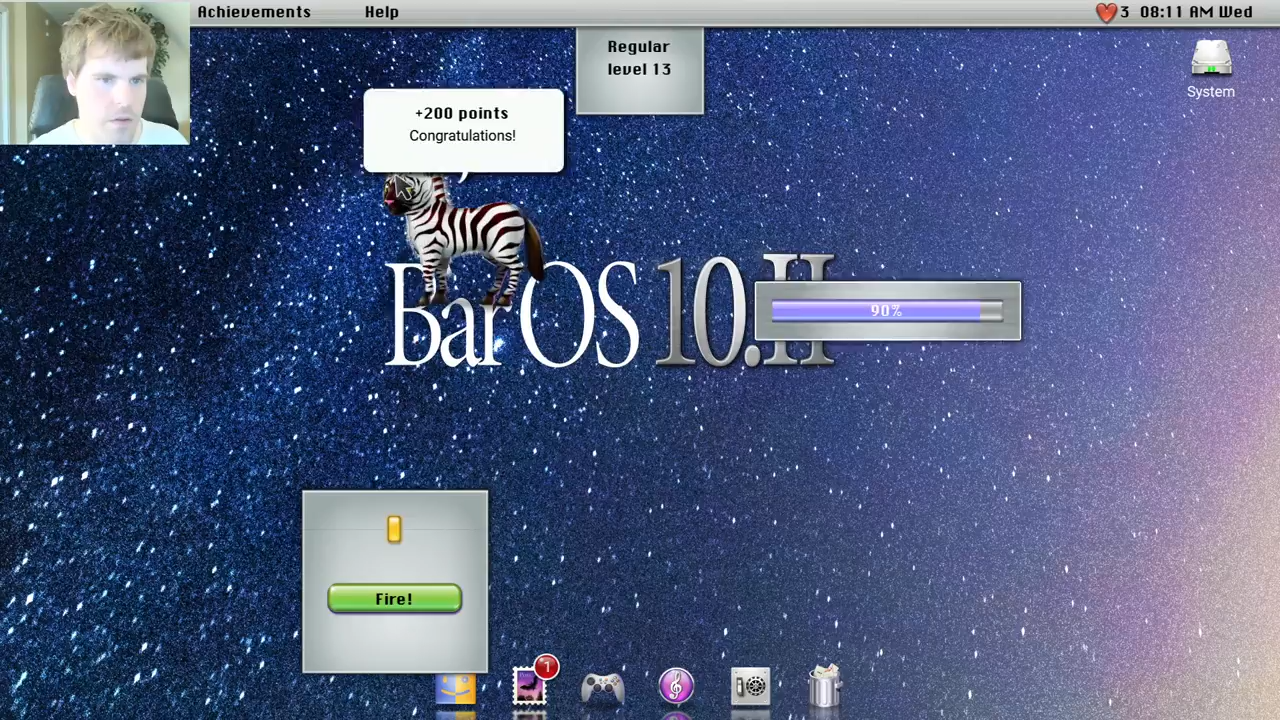 Achievements Help 3 08:11 AM Wed
Regular
level 13
System
+200 points
Congratulations!
BarOS 10.II
90%
Fire!
1